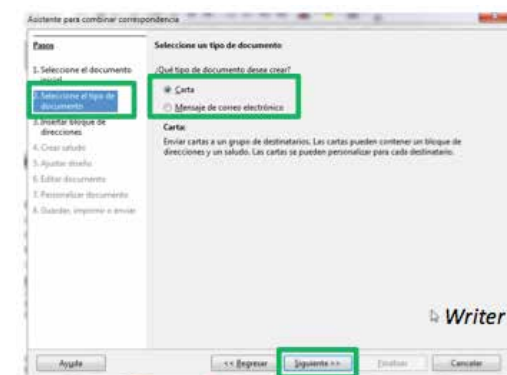 Asistente para combinar correspondencia
Pasos
1. Seleccione el documento
inicial
2. Seleccione el tipo de
documento
3. Insertar bloque de
direcciones
4. Crear saludo
5. Ajustar diseño
6. Editar documento
7. Personalizar documento
8. Guardar, imprimir o enviar
Seleccione un tipo de documento
¿Qué tipo de documento desea crear?
Carta
Mensaje de correo electrónico
Carta:
Enviar cartas a un grupo de destinatarios. Las cartas pueden contener un bloque de
direcciones y un saludo. Las cartas se pueden personalizar para cada destinatario.
Writer
Ayuda
<< Regresar
Siguiente >>
Finalizar
Cancelar